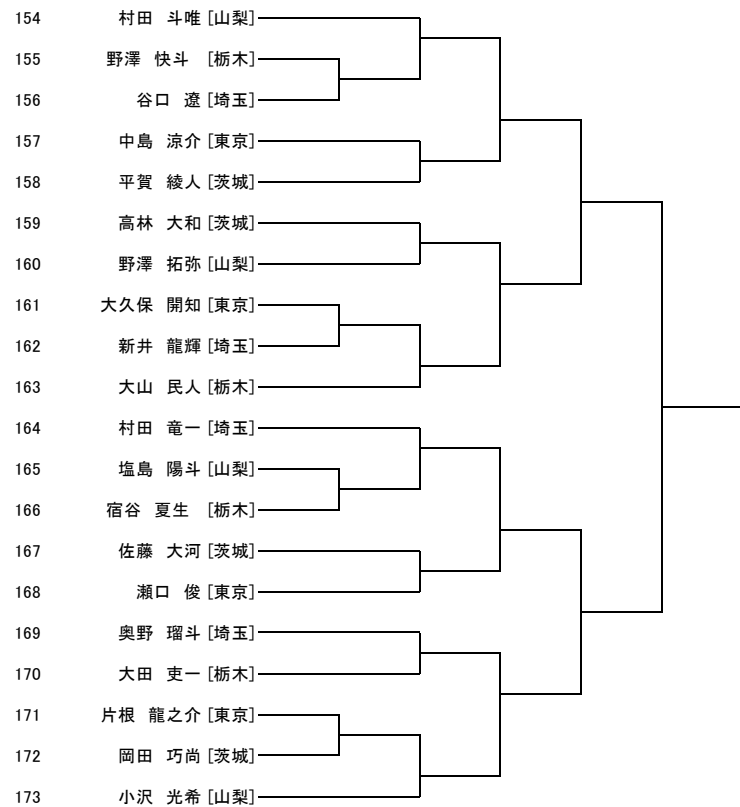 154 村田 斗唯 [山梨]
155 野澤 快斗 [栃木]
156 谷口 遼 [埼玉]
157 中島 涼介 [東京]
158 平賀 綾人 [茨城]
159 高林 大和 [茨城]
160 野澤 拓弥 [山梨]
161 大久保 開知 [東京]
162 新井 龍輝 [埼玉]
163 大山 民人 [栃木]
164 村田 竜一 [埼玉]
165 塩島 陽斗 [山梨]
166 宿谷 夏生 [栃木]
167 佐藤 大河 [茨城]
168 瀬口 俊 [東京]
169 奥野 瑠斗 [埼玉]
170 大田 吏一 [栃木]
171 片根 龍之介 [東京]
172 岡田 巧尚 [茨城]
173 小沢 光希 [山梨]